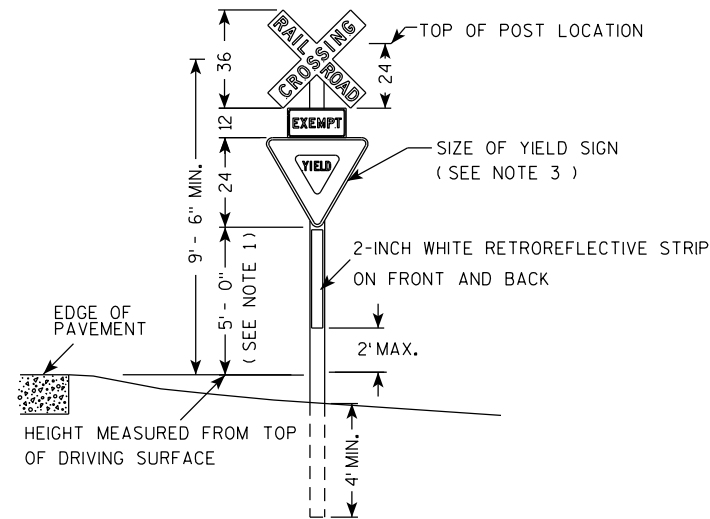 TOP OF POST LOCATION
RAIL ROAD
CROSSING
36
24
12
EXEMPT
YIELD
SIZE OF YIELD SIGN
( SEE NOTE 3 )
24
9'- 6" MIN.
5'- 0"
( SEE NOTE 1)
2-INCH WHITE RETROREFLECTIVE STRIP
ON FRONT AND BACK
EDGE OF
PAVEMENT
2' MAX.
HEIGHT MEASURED FROM TOP
OF DRIVING SURFACE
4' MIN.